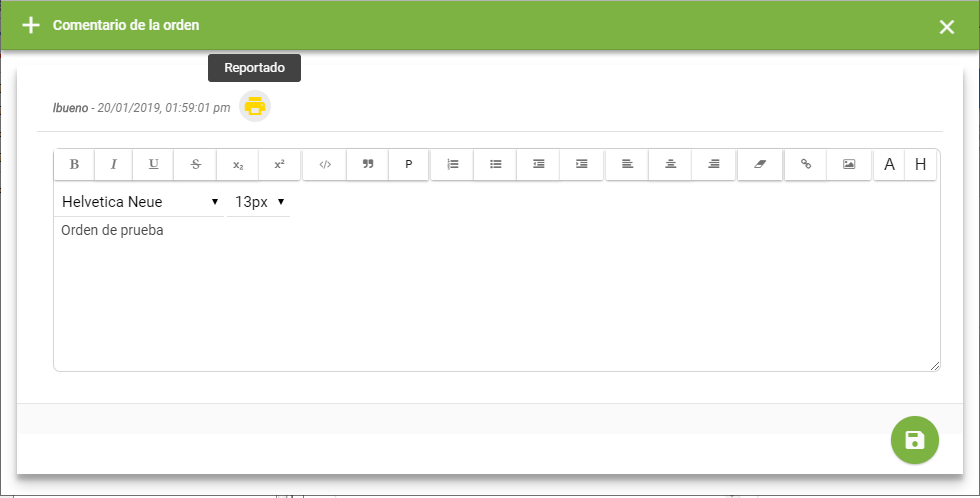 Comentario de la orden
Reportado
lbueno - 20/01/2019, 01:59:01 pm
B I U S x₂ x² </> ❞ P A H
Helvetica Neue 13px
Orden de prueba